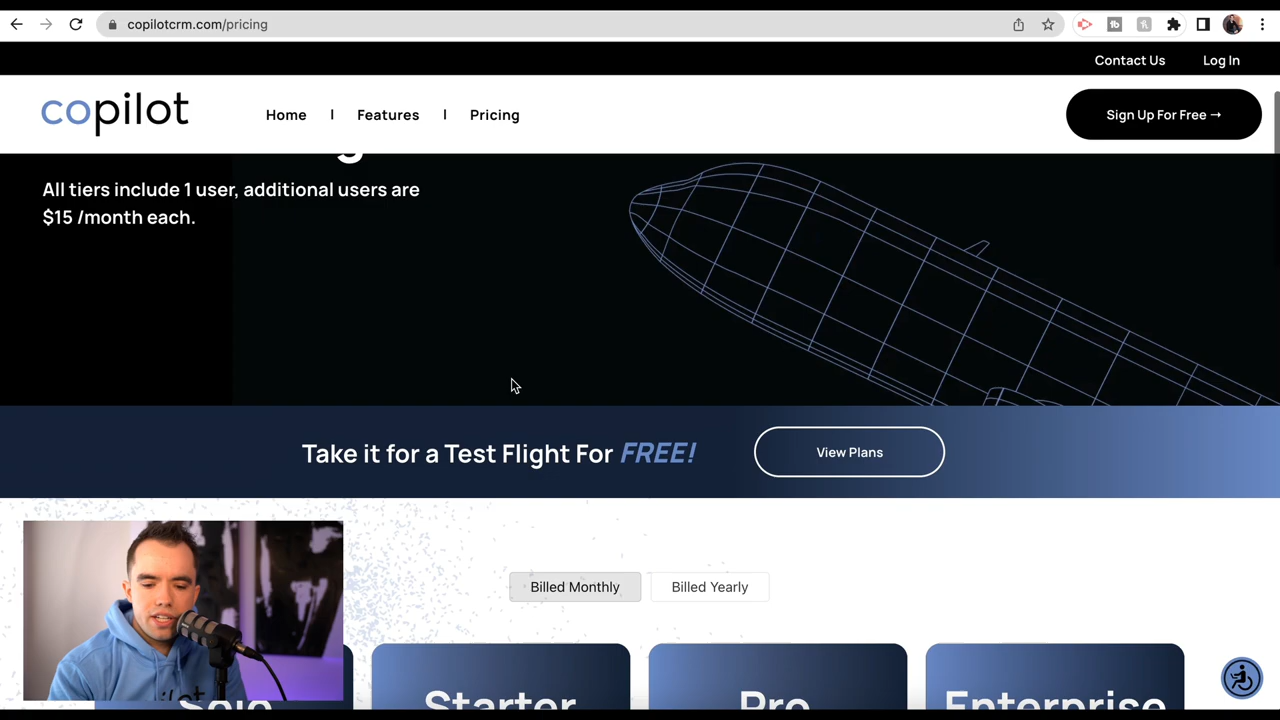 copilotcrm.com/pricing
Contact Us
Log In
copilot
Home
Features
Pricing
Sign Up For Free →
All tiers include 1 user, additional users are
$15 /month each.
Take it for a Test Flight For FREE!
View Plans
Billed Monthly
Billed Yearly
Solo
Starter
Pro
Enterprise